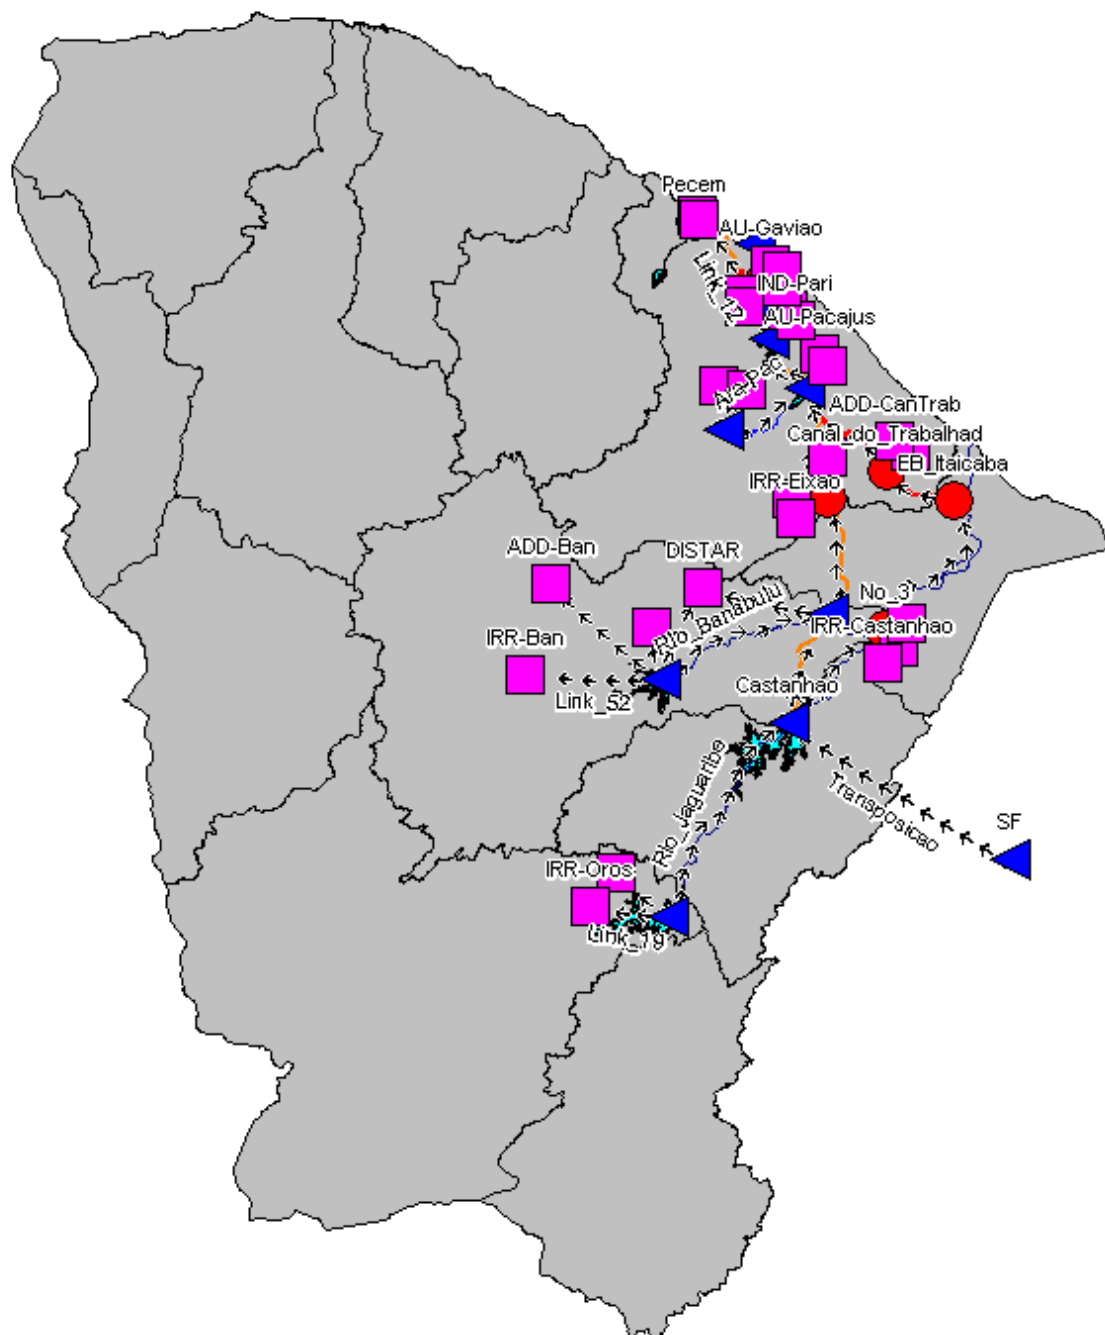 Pecem
AU-Gaviao
Link_12
IND-Pari
AU-Pacajus
Ara-Pac
ADD-CanTrab
Canal_do_Trabalhad
EB_Itaicaba
IRR-Eixao
ADD-Ban
DISTAR
No_3
Rio_Banabuiu
IRR-Castanhao
IRR-Ban
Link_52
Castanhao
Rio_Jaguaribe
Transposicao
SF
IRR-Oros
Link_19